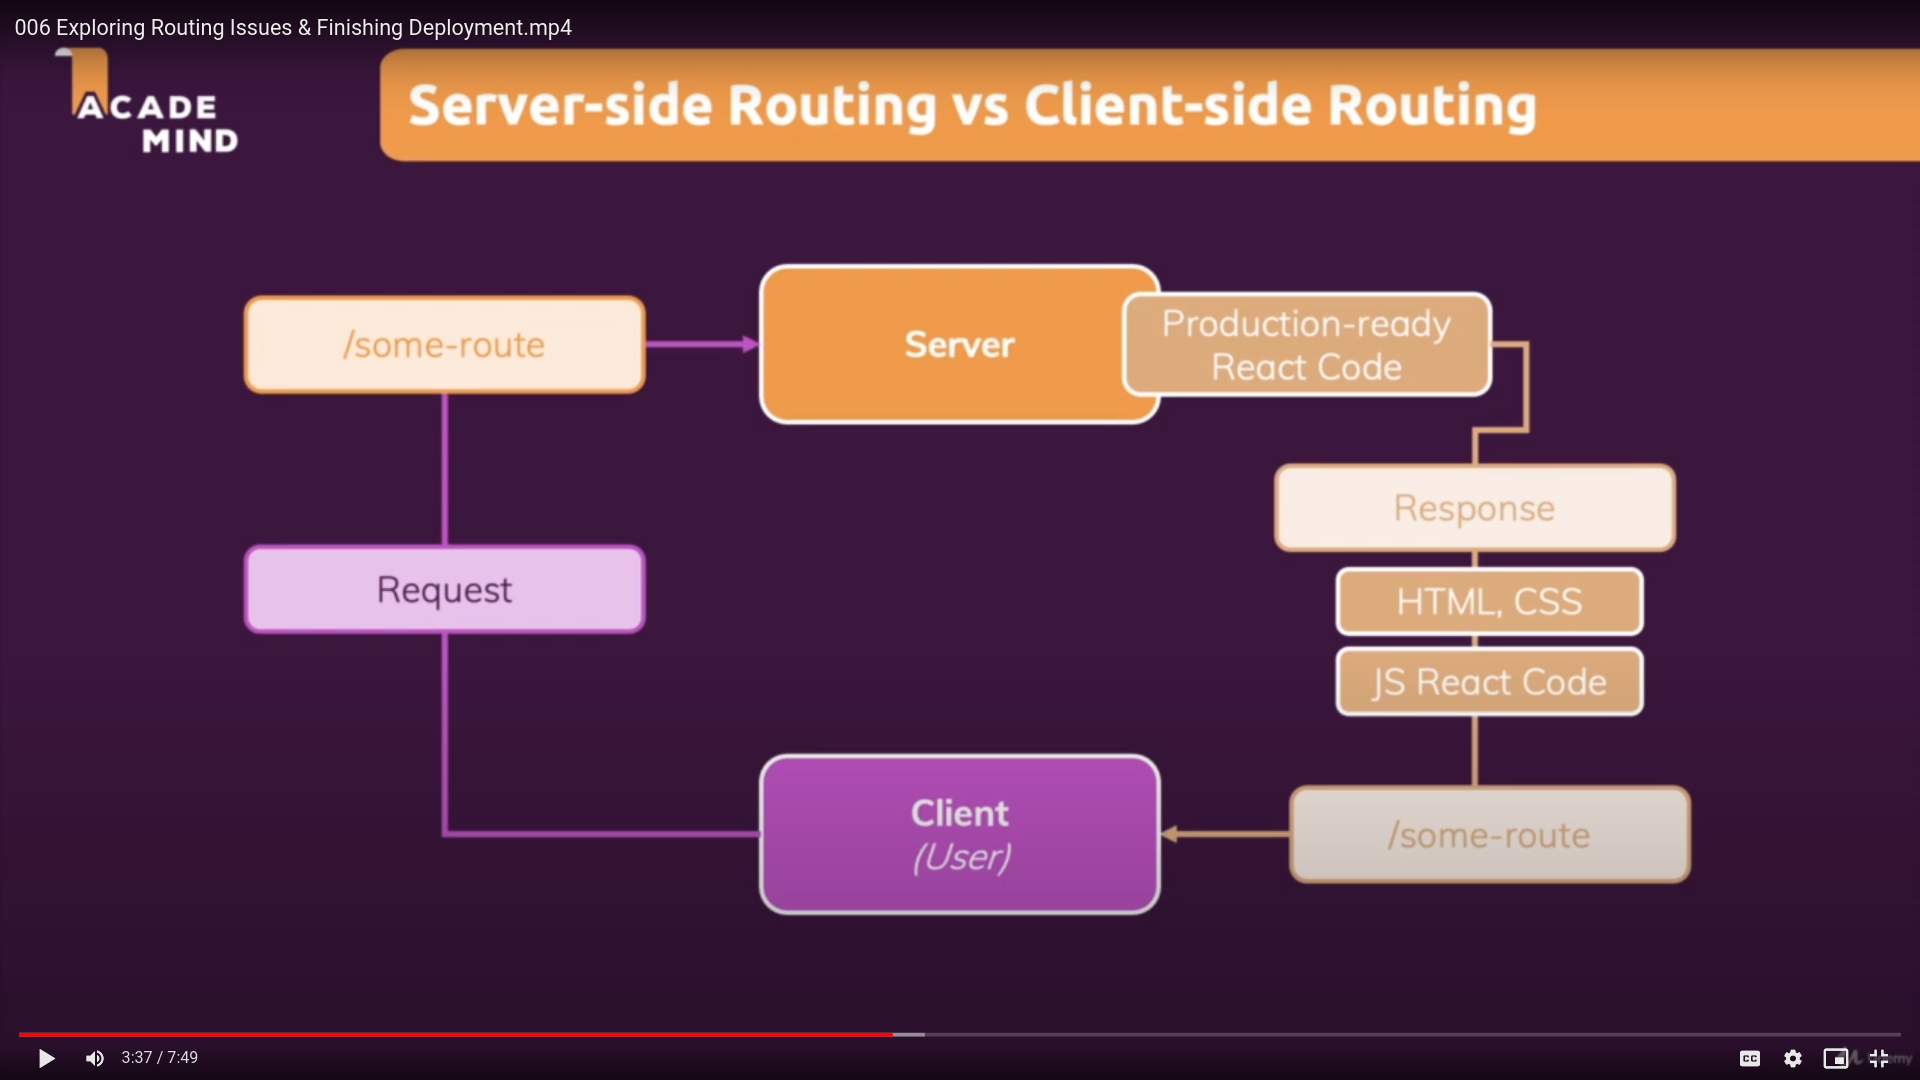 006 Exploring Routing Issues & Finishing Deployment.mp4
ACADE
MIND
Server-side Routing vs Client-side Routing
/some-route
Server
Production-ready
React Code
Response
Request
HTML, CSS
JS React Code
Client
(User)
/some-route
3:37 / 7:49
CC